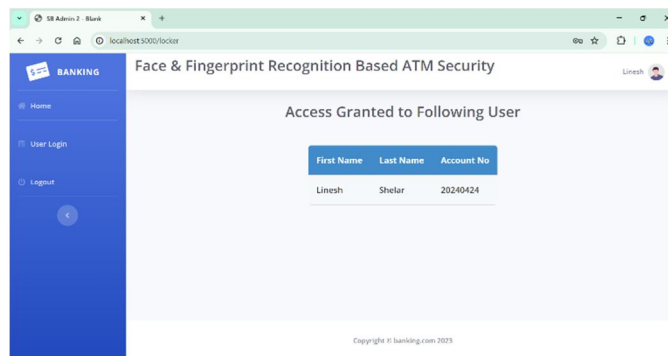 SB Admin 2 - Blank
localhost:5000/locker
BANKING
Face & Fingerprint Recognition Based ATM Security
Linesh
Home
User Login
Logout
Access Granted to Following User
First Name Last Name Account No
Linesh Shelar 20240424
Copyright © banking.com 2023